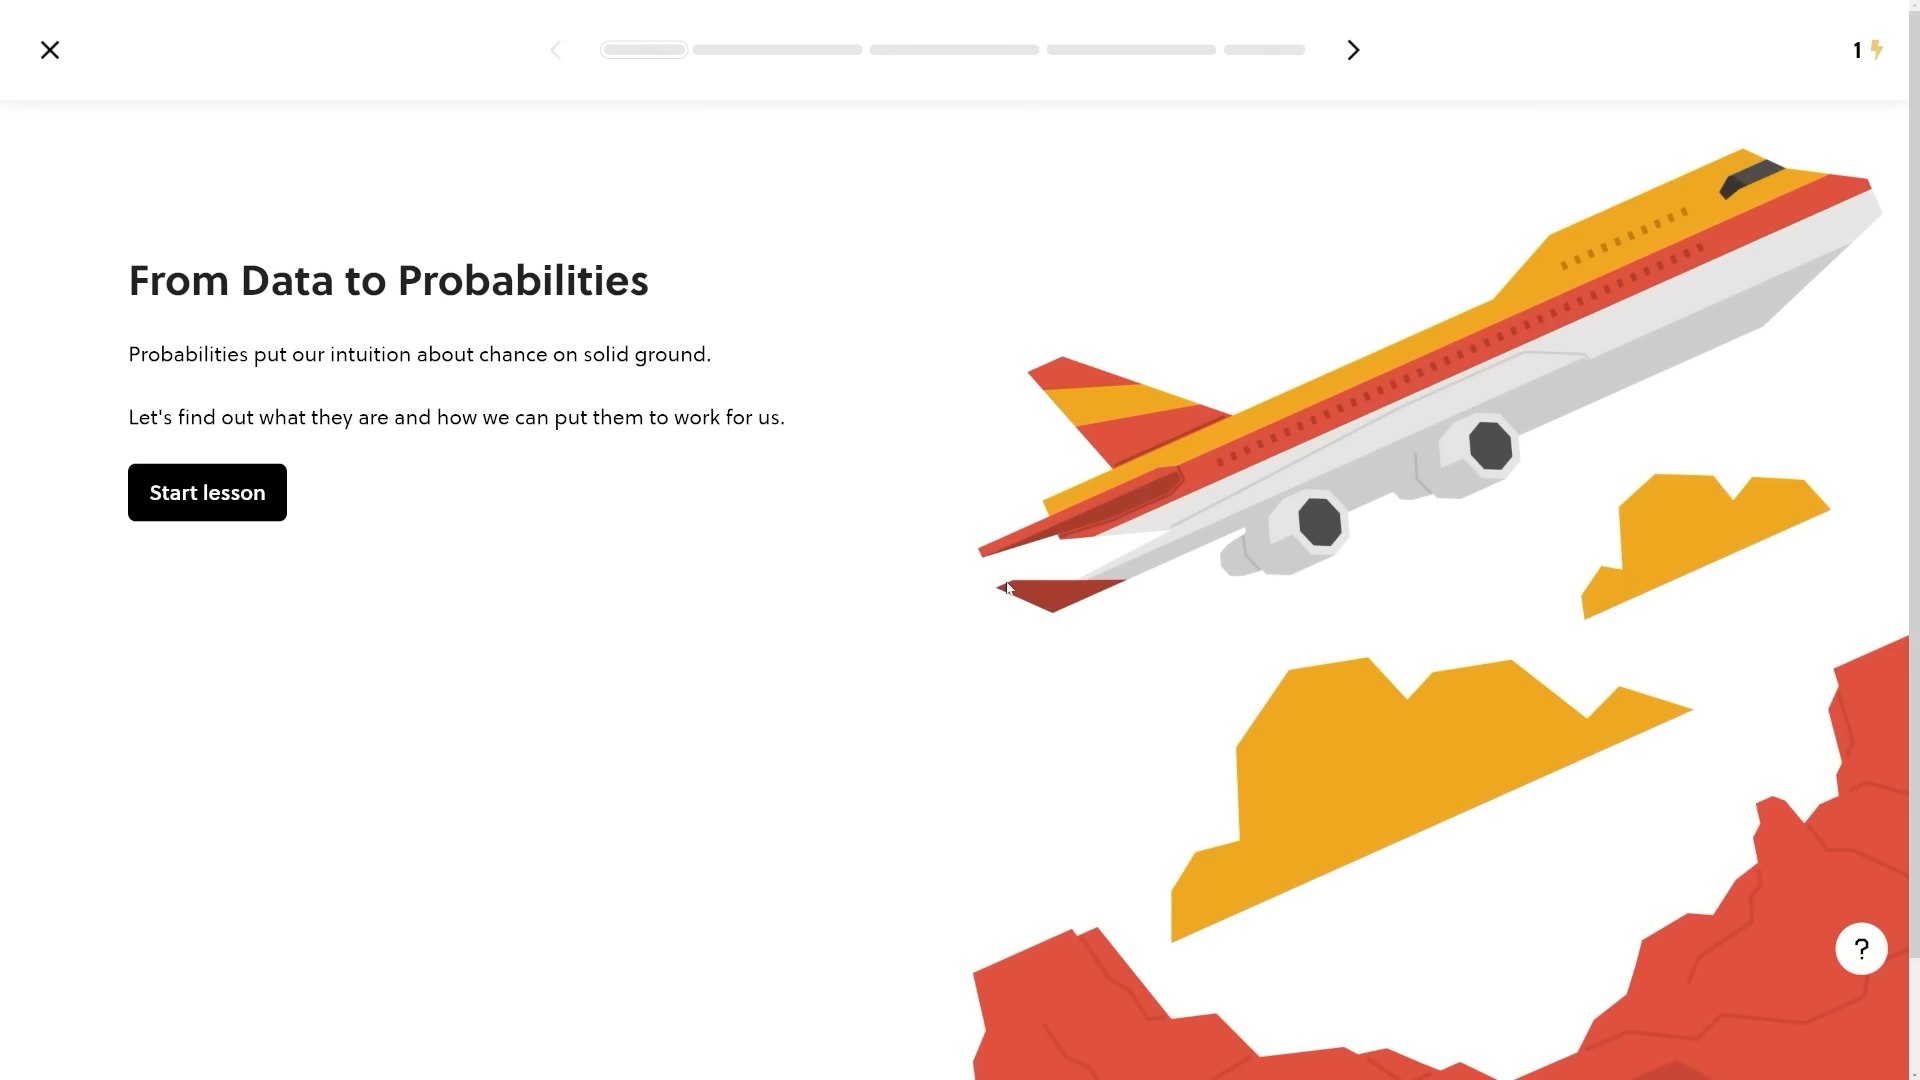 1
From Data to Probabilities
Probabilities put our intuition about chance on solid ground.
Let's find out what they are and how we can put them to work for us.
Start lesson
?